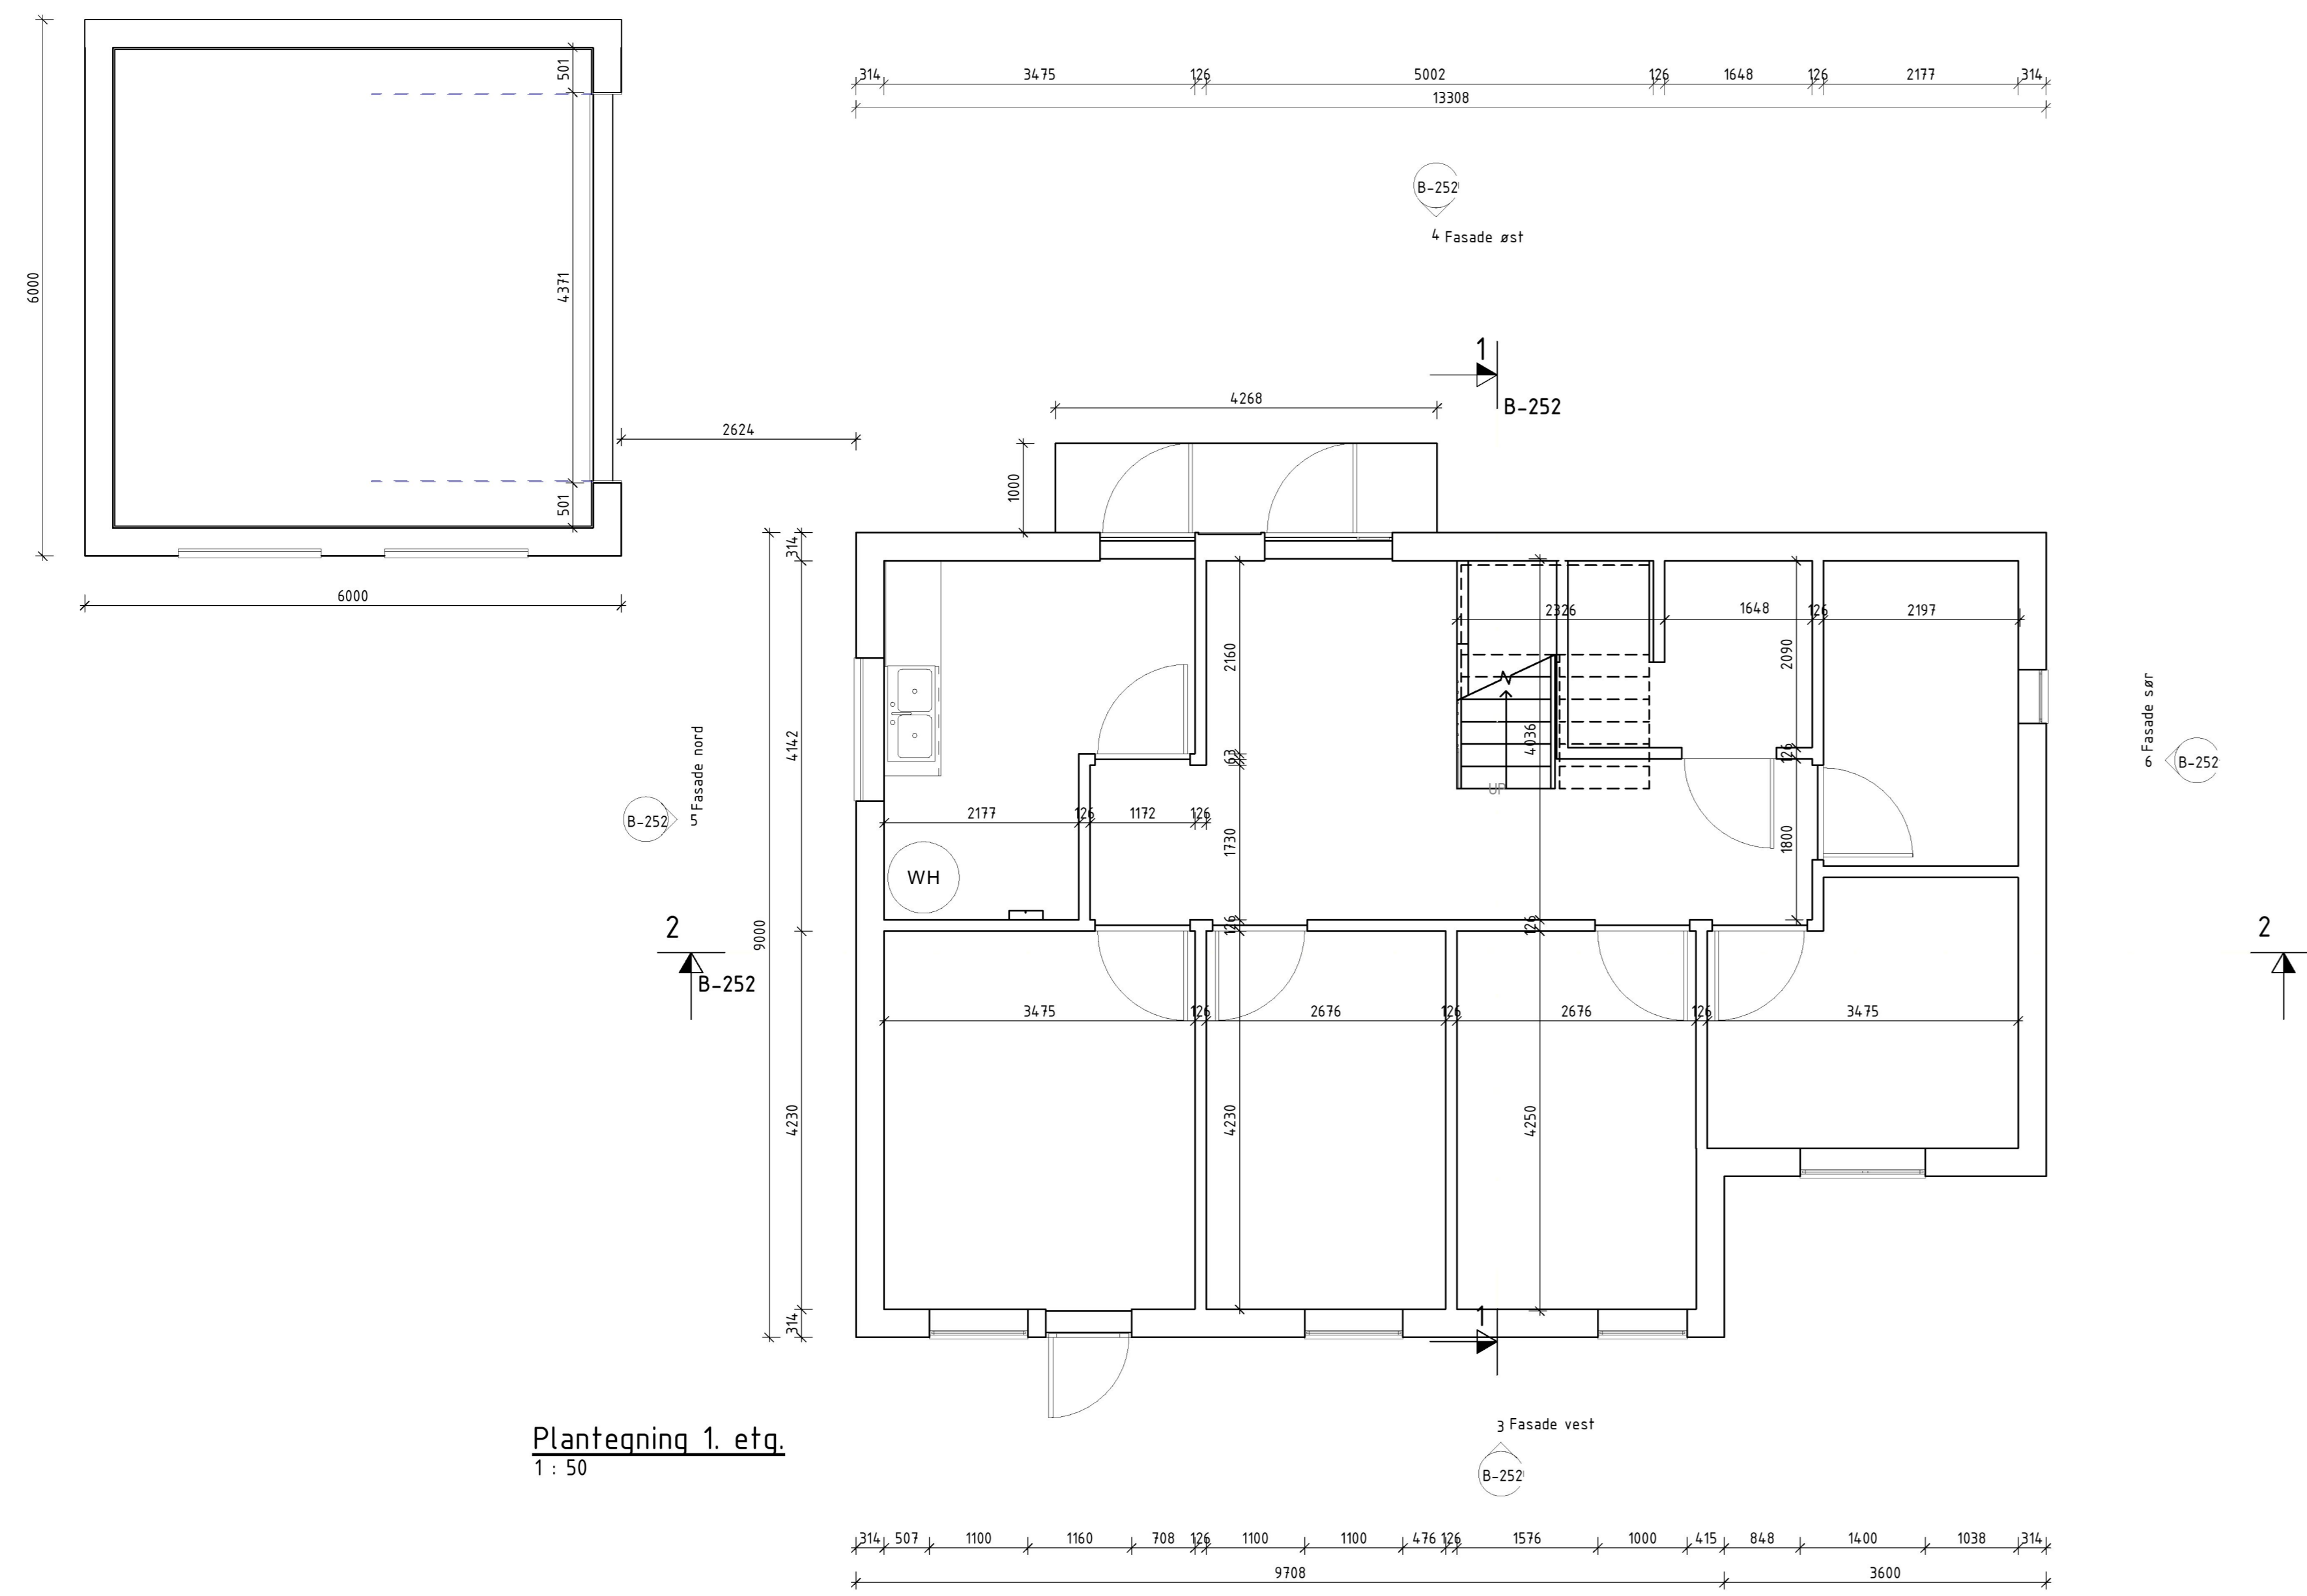 314 3475 126 5002 126 1648 126 2177 314
13308
501
6000
4371
501
6000
B-252
4 Fasade øst
1
B-252
4268
2624
1000
314
2326 1648 126 2197
2160
2090
4142
4036
63
126
2177 126 1172 126
1730
1800
UP
WH
5 Fasade nord
B-252
6 Fasade sør
B-252
2
B-252
2
9000
126
126
3475 126 2676 126 2676 126 3475
4230
4230
4250
314
1
Plantegning 1. etg.
1 : 50
3 Fasade vest
B-252
314 507 1100 1160 708 126 1100 1100 476 126 1576 1000 415 848 1400 1038 314
9708 3600